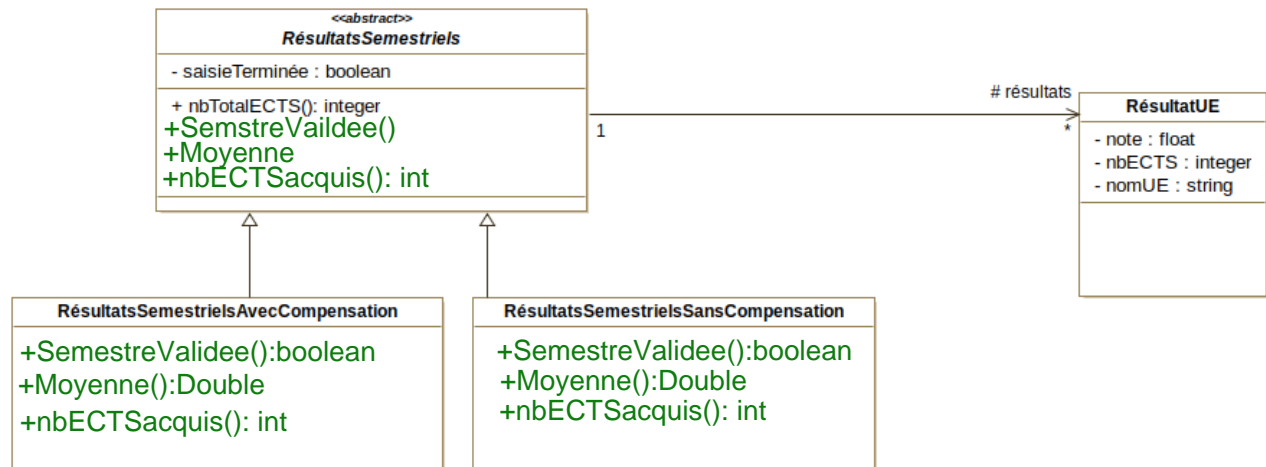 <<abstract>>
RésultatsSemestriels
- saisieTerminée : boolean
+ nbTotalECTS(): integer
+SemstreVaildee()
+Moyenne
+nbECTSacquis(): int
# résultats
1
*
RésultatUE
- note : float
- nbECTS : integer
- nomUE : string
RésultatsSemestrielsAvecCompensation
+SemestreValidee():boolean
+Moyenne():Double
+nbECTSacquis(): int
RésultatsSemestrielsSansCompensation
+SemestreValidee():boolean
+Moyenne():Double
+nbECTSacquis(): int